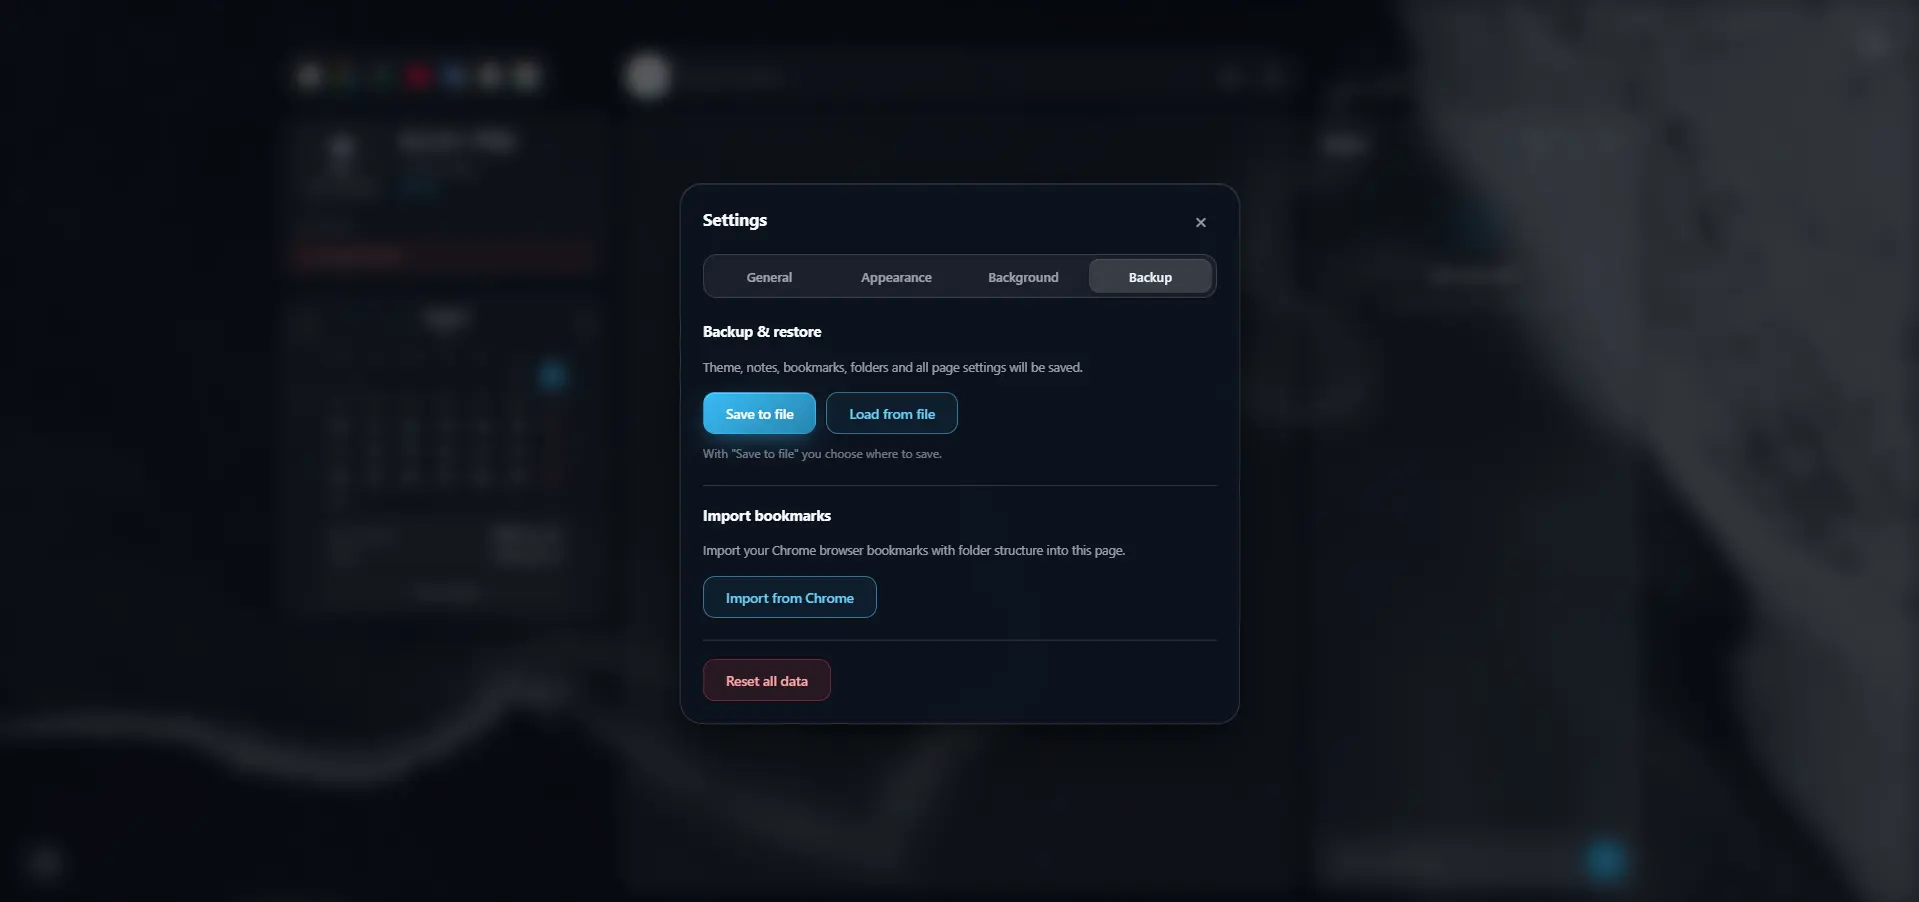 Settings
×
General Appearance Background Backup
Backup & restore
Theme, notes, bookmarks, folders and all page settings will be saved.
Save to file Load from file
With "Save to file" you choose where to save.
Import bookmarks
Import your Chrome browser bookmarks with folder structure into this page.
Import from Chrome
Reset all data